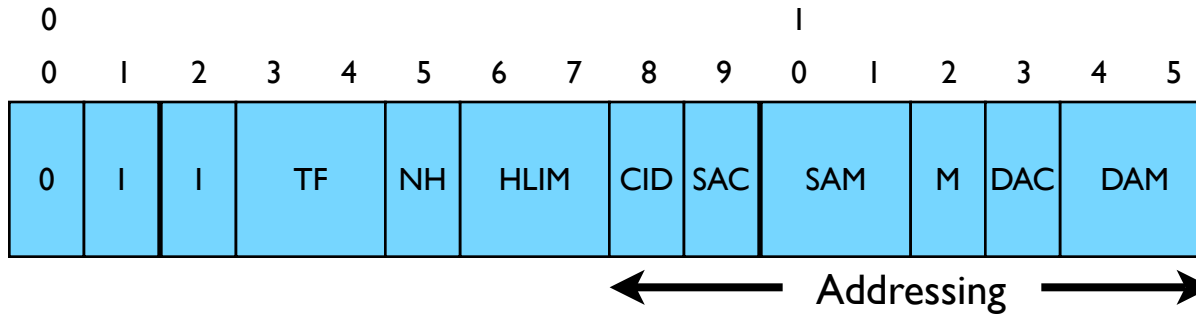 0 1
0 1 2 3 4 5 6 7 8 9 0 1 2 3 4 5
0 1 1 TF NH HLIM CID SAC SAM M DAC DAM
Addressing